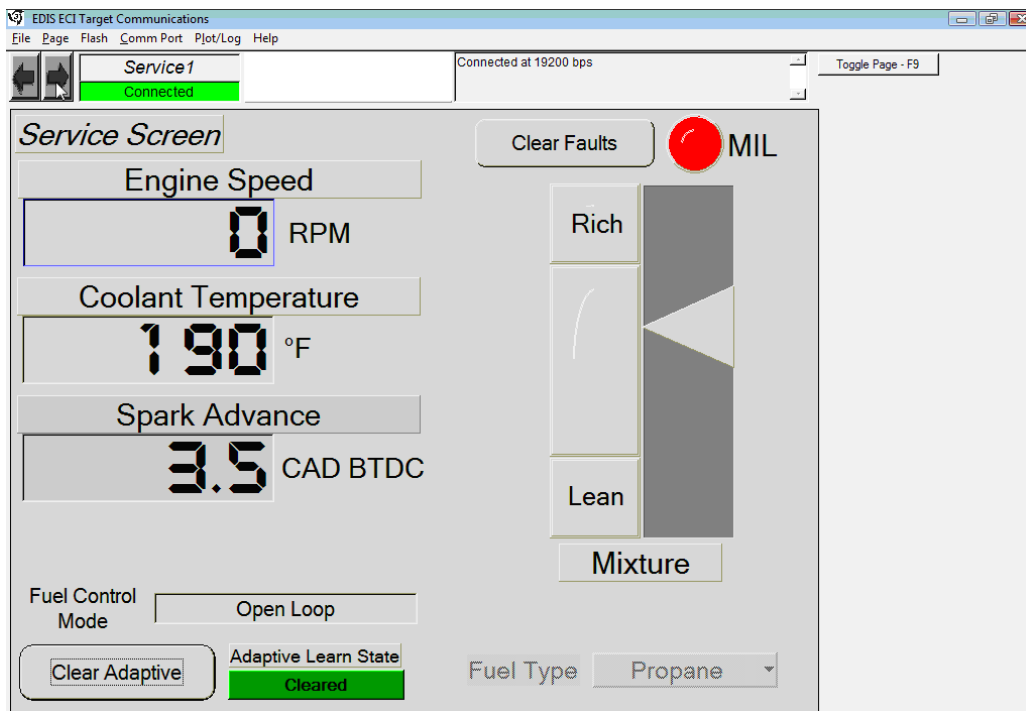 EDIS ECI Target Communications
File Page Flash Comm Port Plot/Log Help
Service1
Connected
Connected at 19200 bps
Toggle Page - F9
Service Screen
Clear Faults
MIL
Engine Speed
0 RPM
Rich
Coolant Temperature
190 °F
Spark Advance
3.5 CAD BTDC
Lean
Mixture
Fuel Control
Mode
Open Loop
Clear Adaptive
Adaptive Learn State
Cleared
Fuel Type
Propane